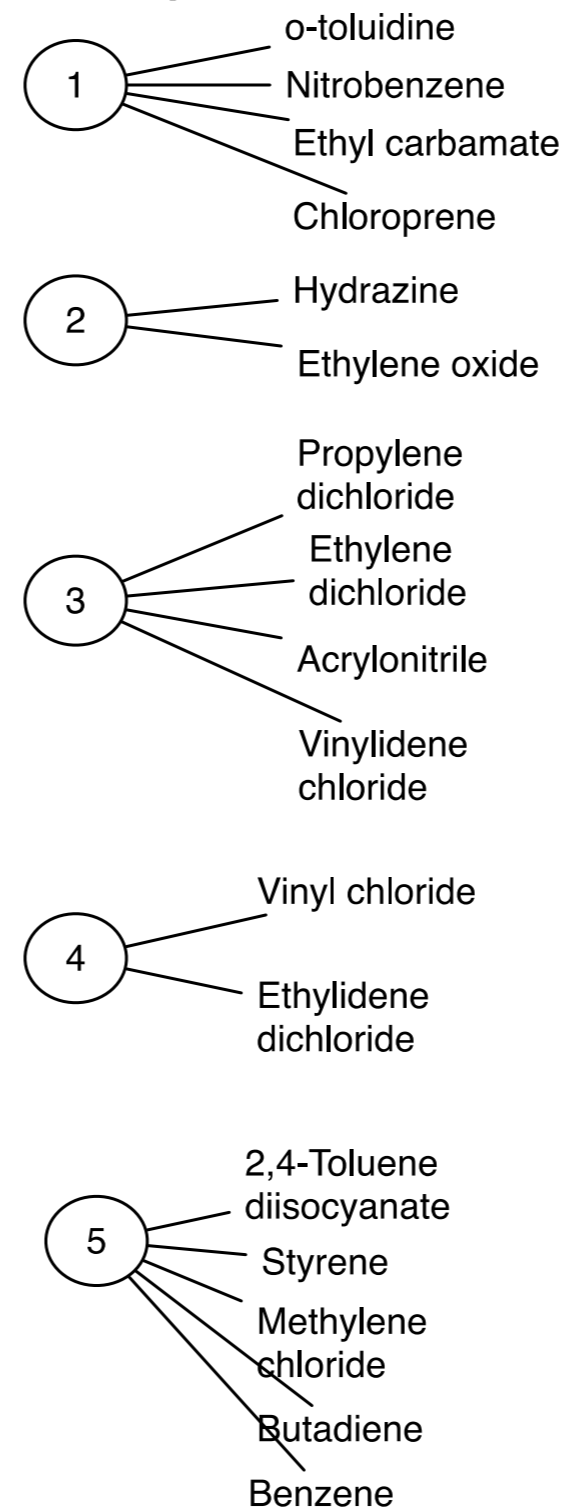 o-toluidine
1
Nitrobenzene
Ethyl carbamate
Chloroprene
Hydrazine
2
Ethylene oxide
Propylene
dichloride
Ethylene
dichloride
3
Acrylonitrile
Vinylidene
chloride
Vinyl chloride
4
Ethylidene
dichloride
2,4-Toluene
diisocyanate
5
Styrene
Methylene
chloride
Butadiene
Benzene